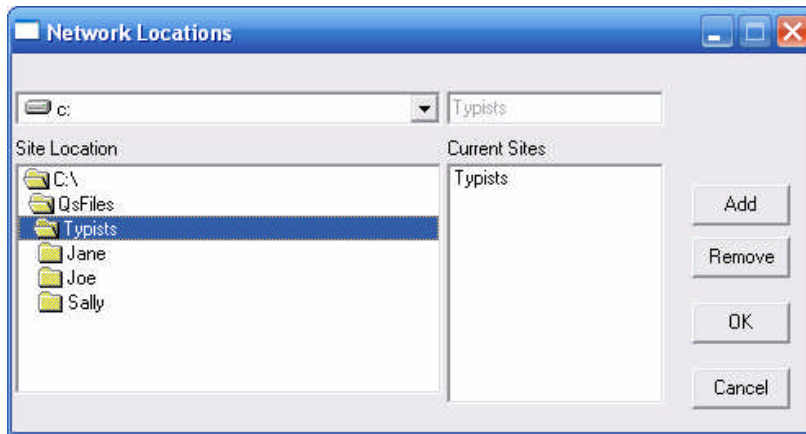 Network Locations
c:
Typists
Site Location
Current Sites
C:\
QsFiles
Typists
Jane
Joe
Sally
Typists
Add
Remove
OK
Cancel